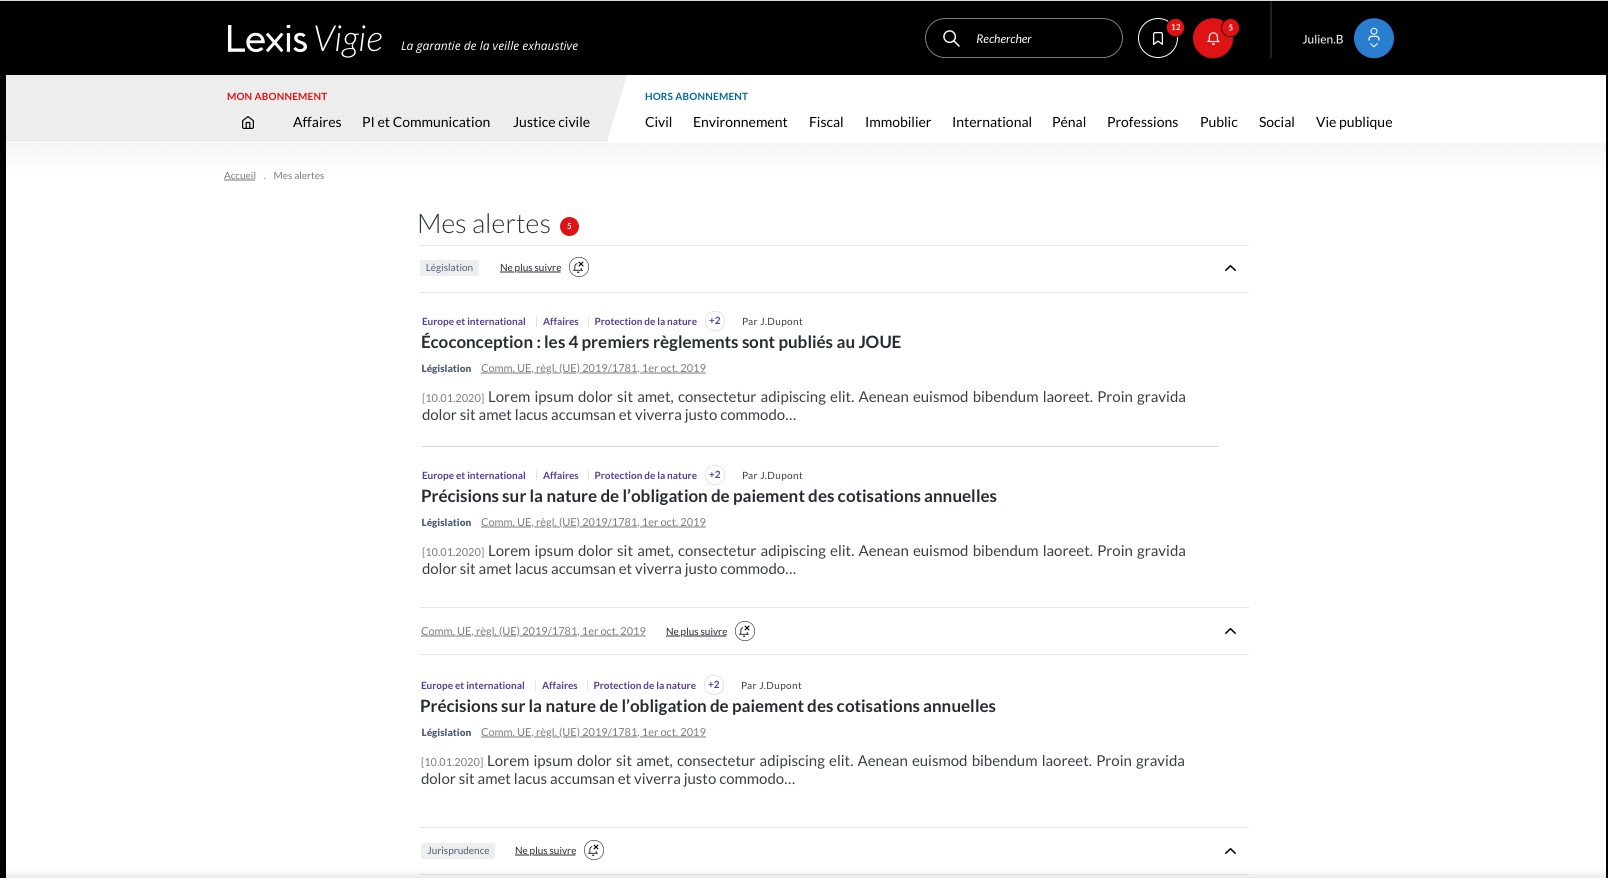 Lexis Vigie La garantie de la veille exhaustive Rechercher 12 5 Julien.B
MON ABONNEMENT HORS ABONNEMENT
Affaires PI et Communication Justice civile Civil Environnement Fiscal Immobilier International Pénal Professions Public Social Vie publique
Accueil . Mes alertes
Mes alertes 5
Législation Ne plus suivre
Europe et international Affaires Protection de la nature +2 Par J.Dupont
Écoconception : les 4 premiers règlements sont publiés au JOUE
Législation Comm. UE, règl. (UE) 2019/1781, 1er oct. 2019
[10.01.2020] Lorem ipsum dolor sit amet, consectetur adipiscing elit. Aenean euismod bibendum laoreet. Proin gravida
dolor sit amet lacus accumsan et viverra justo commodo...
Europe et international Affaires Protection de la nature +2 Par J.Dupont
Précisions sur la nature de l’obligation de paiement des cotisations annuelles
Législation Comm. UE, règl. (UE) 2019/1781, 1er oct. 2019
[10.01.2020] Lorem ipsum dolor sit amet, consectetur adipiscing elit. Aenean euismod bibendum laoreet. Proin gravida
dolor sit amet lacus accumsan et viverra justo commodo...
Comm. UE, règl. (UE) 2019/1781, 1er oct. 2019 Ne plus suivre
Europe et international Affaires Protection de la nature +2 Par J.Dupont
Précisions sur la nature de l’obligation de paiement des cotisations annuelles
Législation Comm. UE, règl. (UE) 2019/1781, 1er oct. 2019
[10.01.2020] Lorem ipsum dolor sit amet, consectetur adipiscing elit. Aenean euismod bibendum laoreet. Proin gravida
dolor sit amet lacus accumsan et viverra justo commodo...
Jurisprudence Ne plus suivre